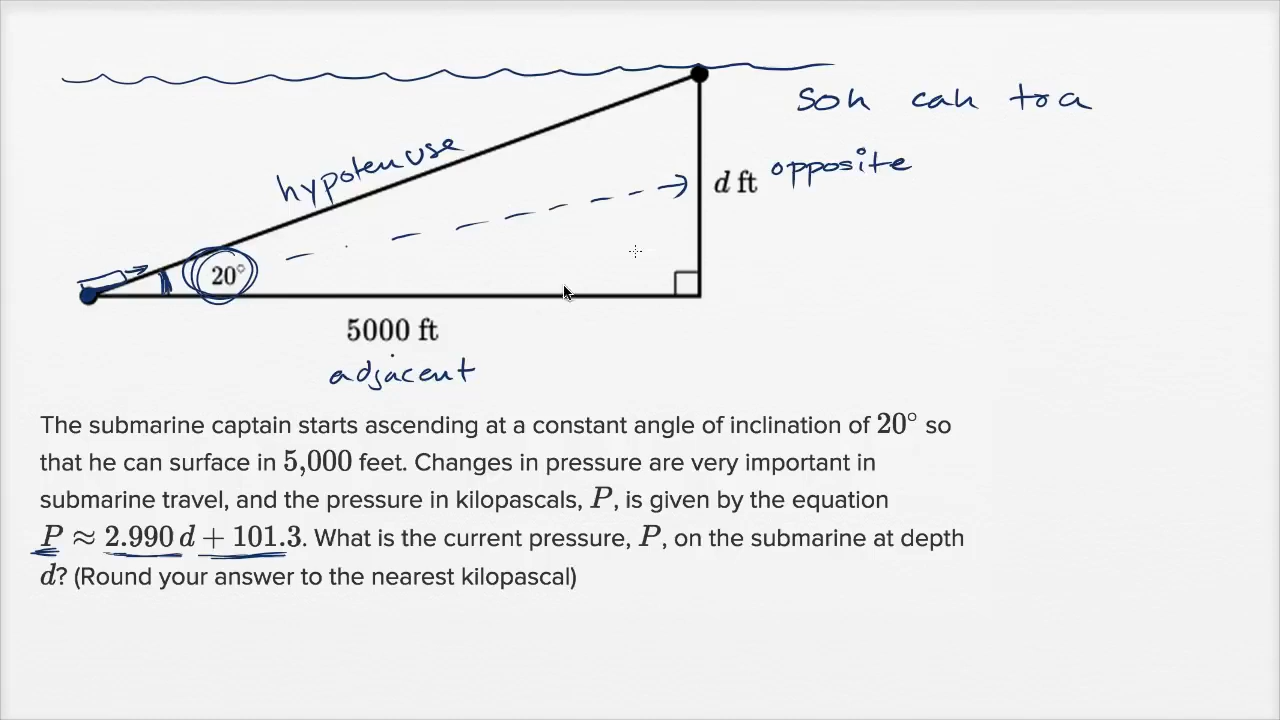 soh cah toa
hypotenuse
d ft opposite
20°
5000 ft
adjacent
The submarine captain starts ascending at a constant angle of inclination of 20° so
that he can surface in 5,000 feet. Changes in pressure are very important in
submarine travel, and the pressure in kilopascals, P, is given by the equation
P ≈ 2.990 d + 101.3. What is the current pressure, P, on the submarine at depth
d? (Round your answer to the nearest kilopascal)